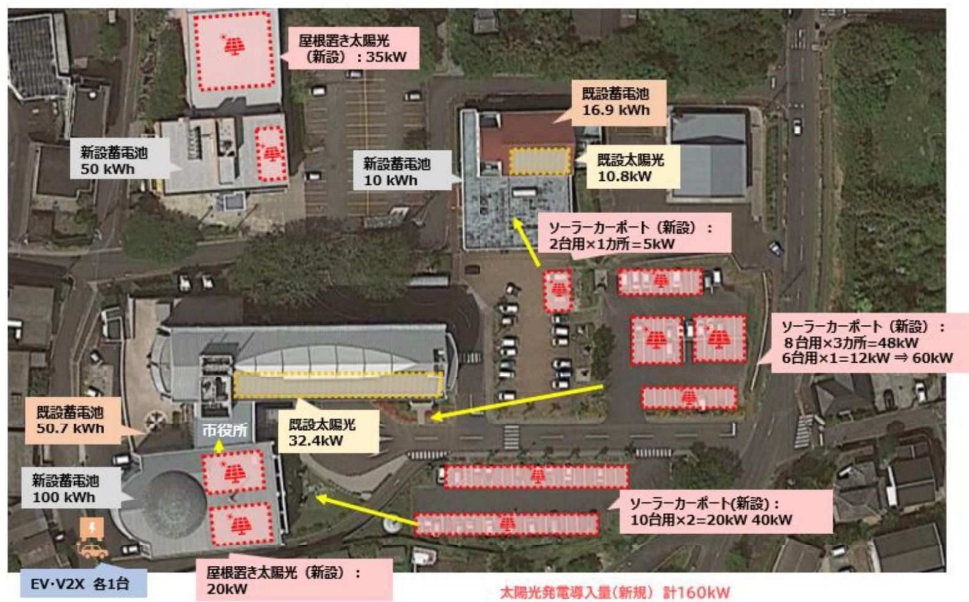 屋根置き太陽光
（新設）：35kW
既設蓄電池
16.9 kWh
新設蓄電池
50 kWh
新設蓄電池
10 kWh
既設太陽光
10.8kW
ソーラーカーポート（新設）：
2台用×1カ所＝5kW
ソーラーカーポート（新設）：
８台用×3カ所＝48kW
6台用×1＝12kW ⇒ 60kW
既設蓄電池
50.7 kWh
市役所
既設太陽光
32.4kW
新設蓄電池
100 kWh
ソーラーカーポート(新設)：
10台用×2＝20kW 40kW
EV・V2X 各1台
屋根置き太陽光（新設）：
20kW
太陽光発電導入量(新規) 計160kW